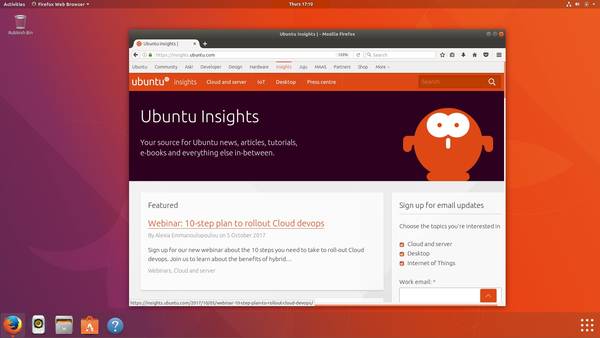 Activities
Firefox Web Browser
Thurs 17:10
Rubbish Bin
Ubuntu Insights | - Mozilla Firefox
Ubuntu Insights |
https://insights.ubuntu.com
Search
Ubuntu Community Ask! Developer Design Hardware Insights Juju MAAS Partners Shop More
ubuntu insights Cloud and server IoT Desktop Press centre
Search
Ubuntu Insights
Your source for Ubuntu news, articles, tutorials,
e-books and everything else in-between.
Featured
Webinar: 10-step plan to rollout Cloud devops
By Alexia Emmanoulopoulou on 5 October 2017
Sign up for our new webinar about the 10 steps you need to take to roll-out Cloud
devops. Join us to learn about the benefits of hybrid...
Webinars, Cloud and server
Sign up for email updates
Choose the topics you're interested in
Cloud and server
Desktop
Internet of Things
Work email: *
https://insights.ubuntu.com/2017/10/05/webinar-10-step-plan-to-rollout-cloud-devops/